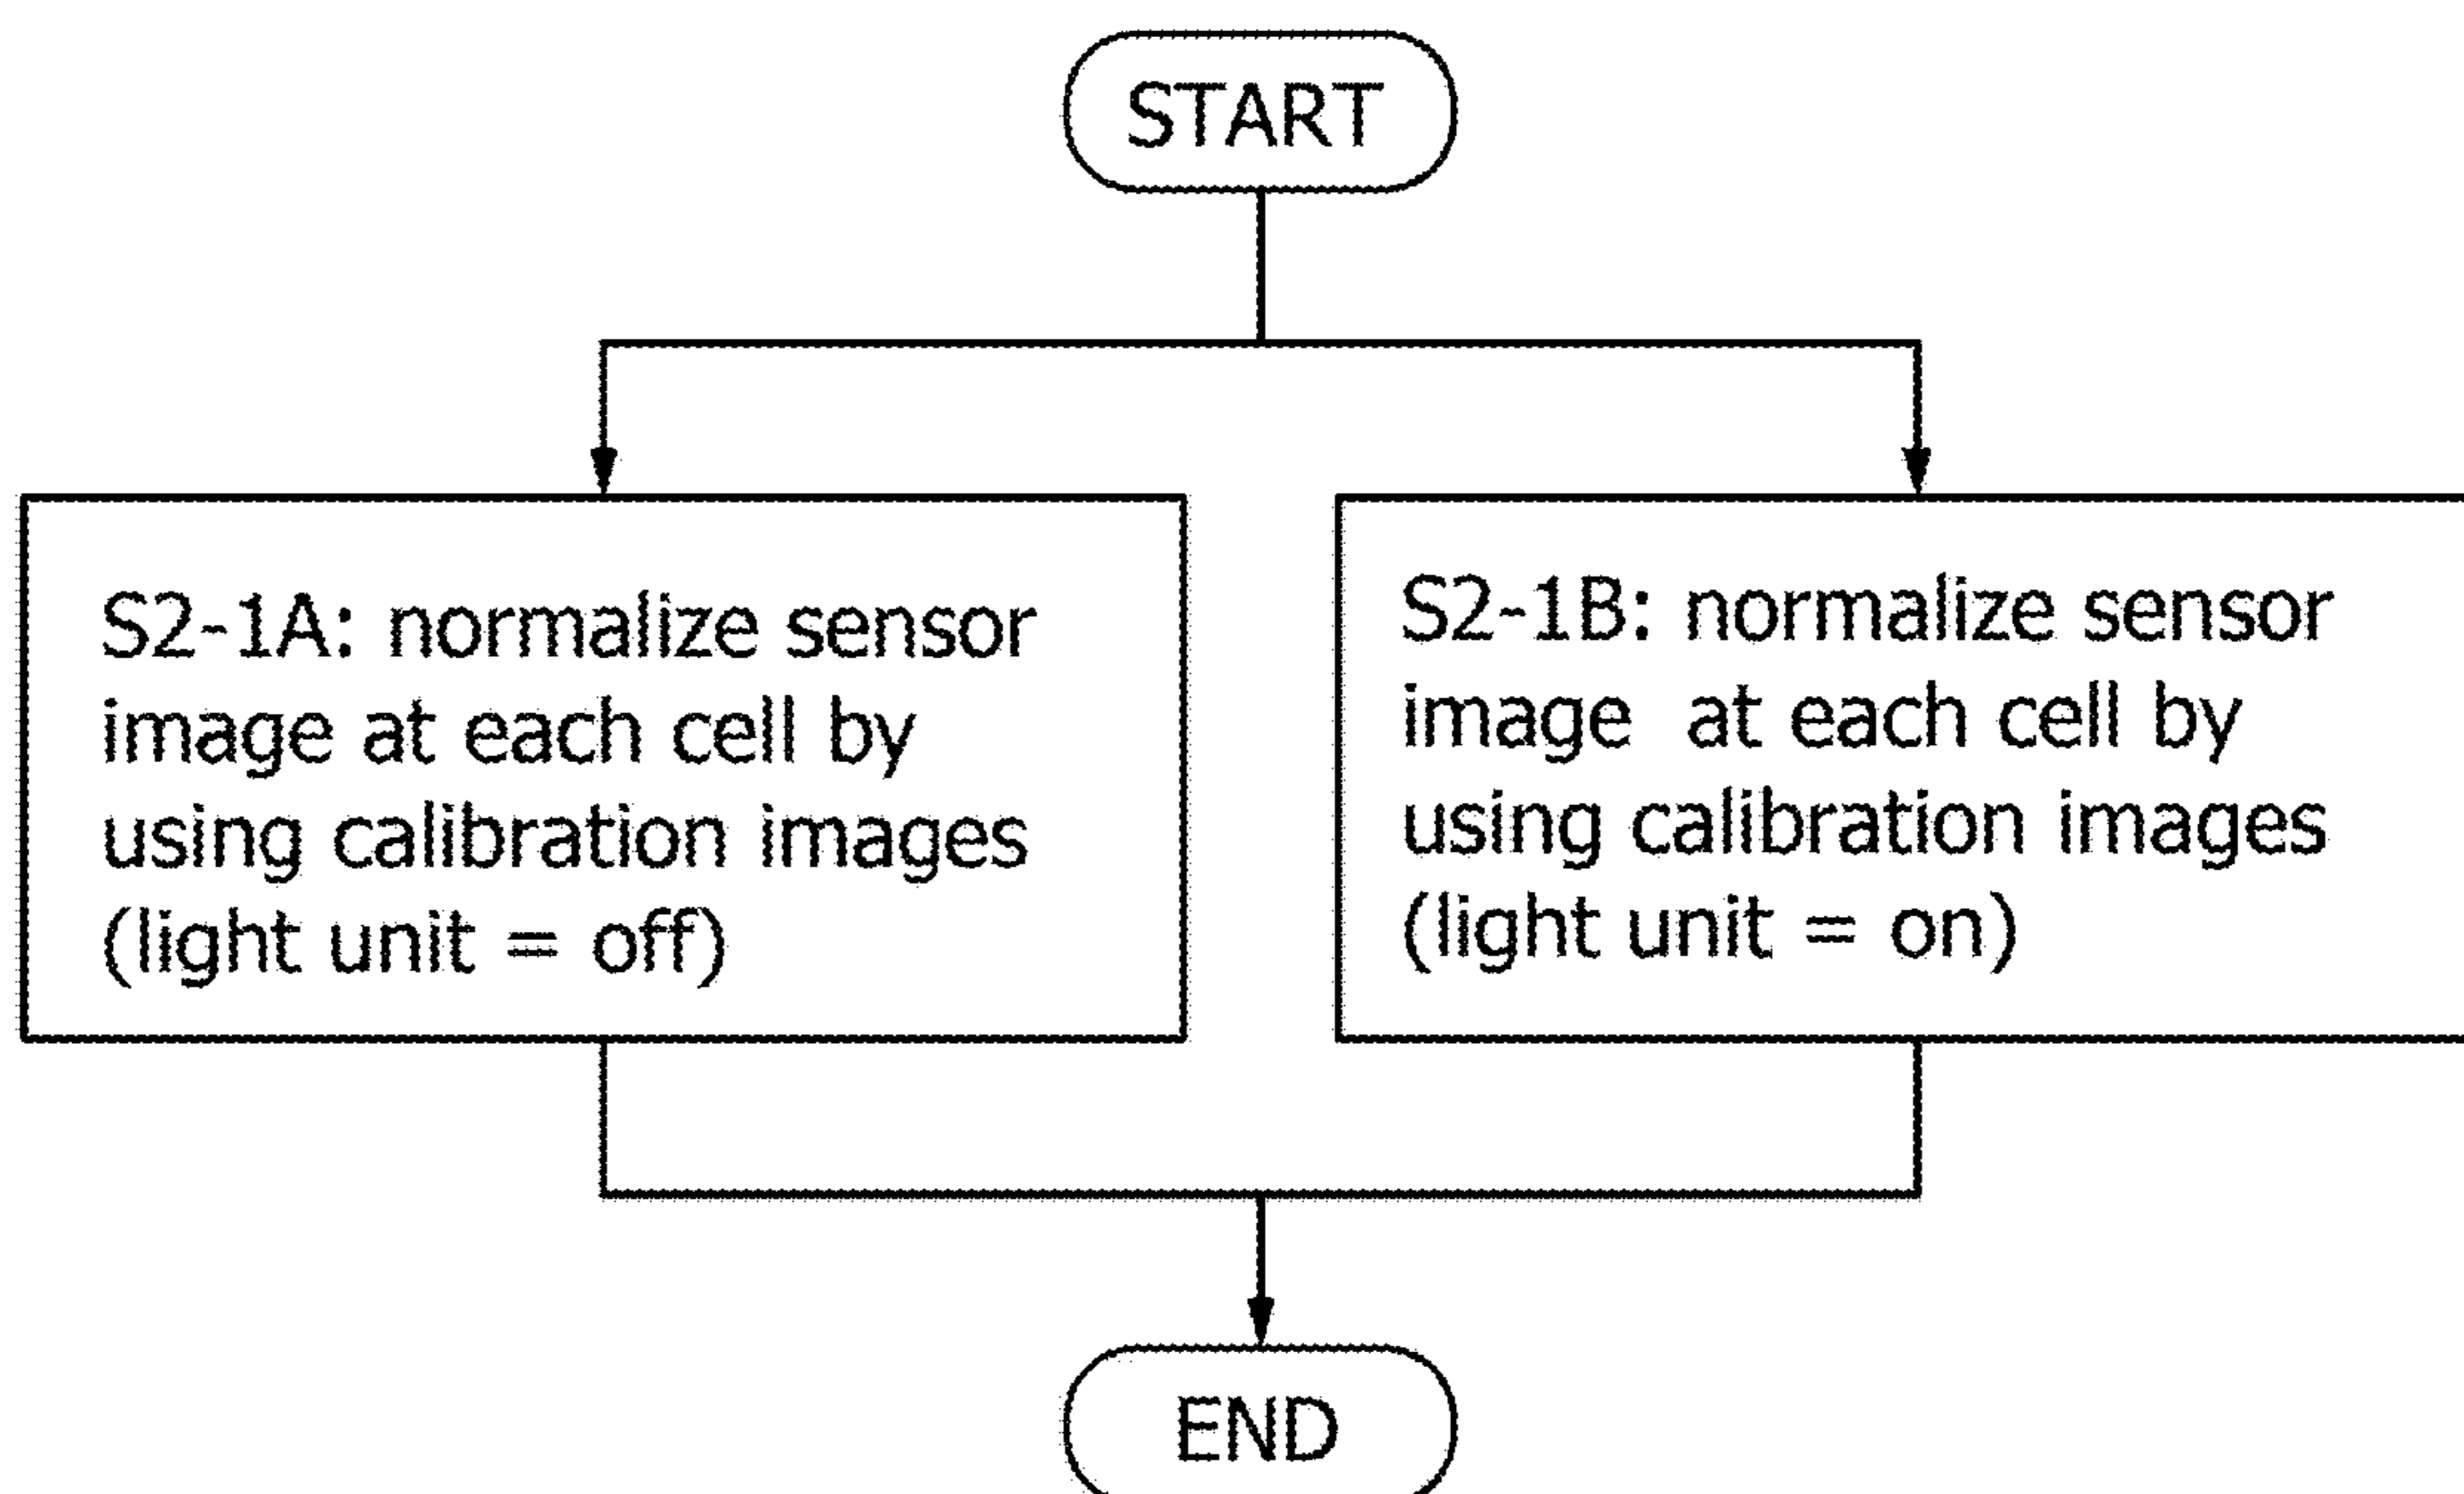 START
S2-1A: normalize sensor
image at each cell by
using calibration images
(light unit = off)
S2-1B: normalize sensor
image at each cell by
using calibration images
(light unit = on)
END